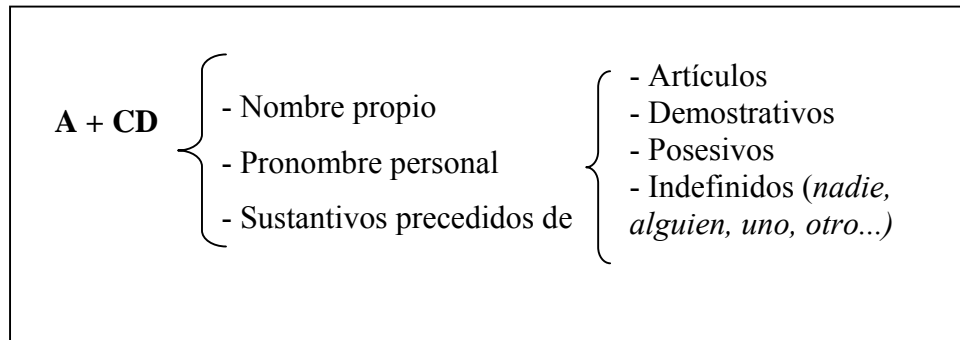 A + CD
- Nombre propio
- Pronombre personal
- Sustantivos precedidos de
- Artículos
- Demostrativos
- Posesivos
- Indefinidos (nadie,
alguien, uno, otro...)